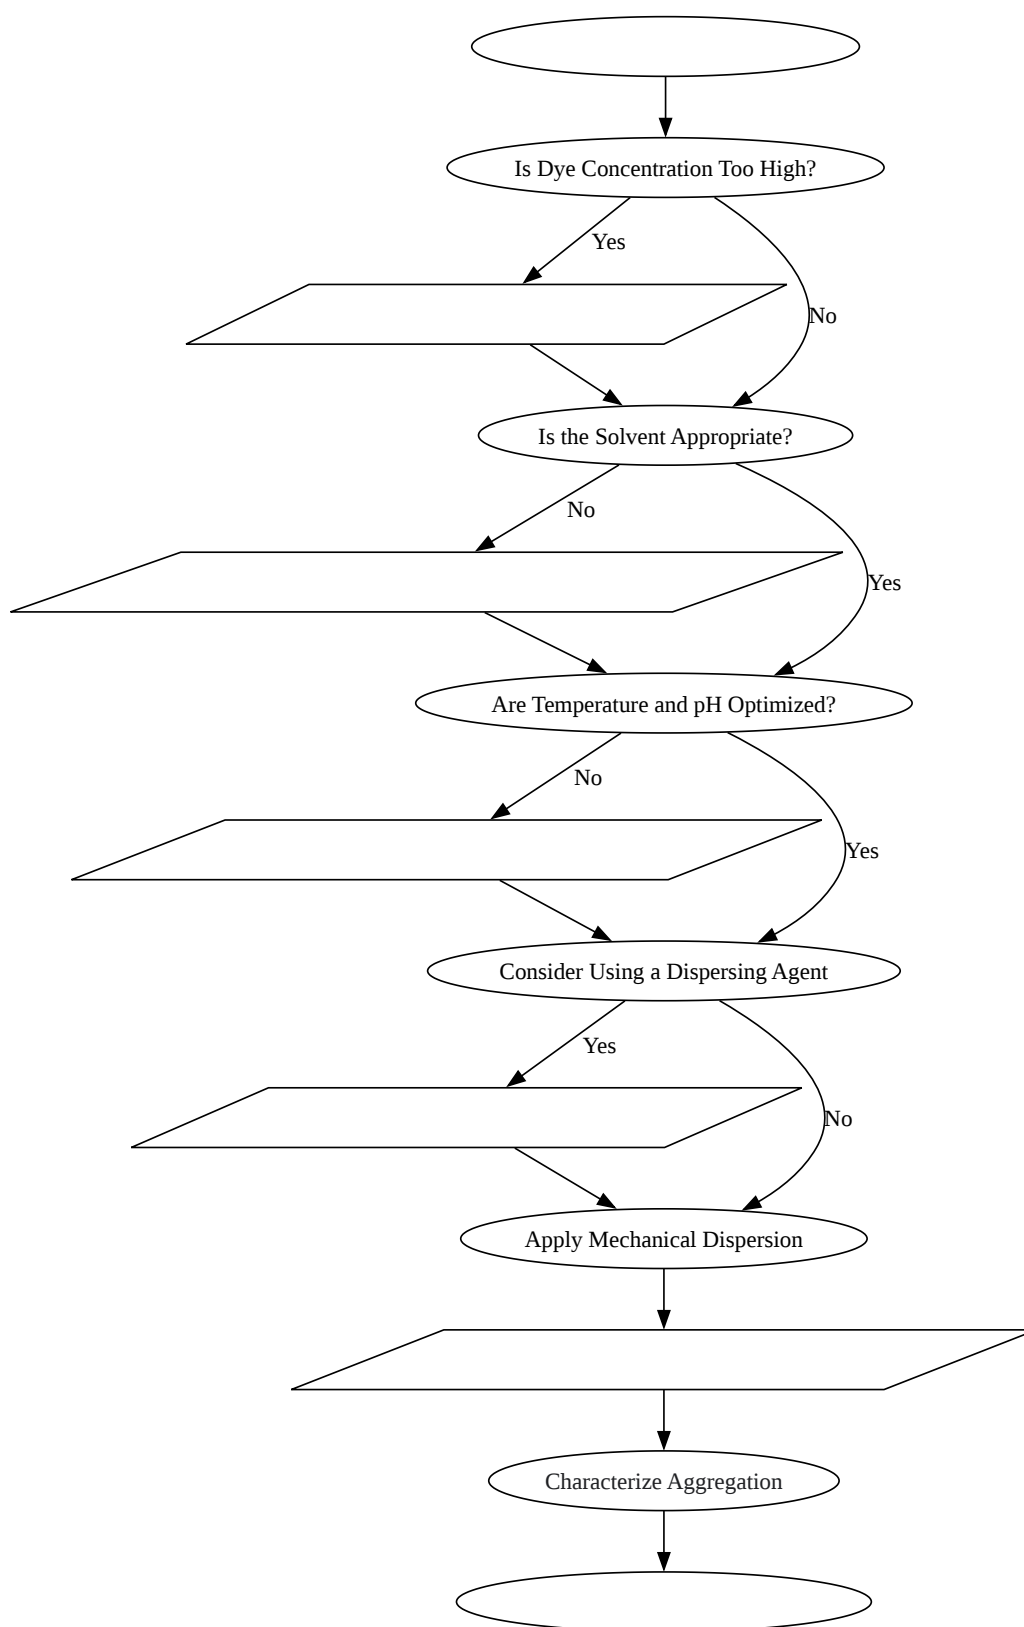 Is Dye Concentration Too High?
Yes
No
Is the Solvent Appropriate?
No
Yes
Are Temperature and pH Optimized?
No
Yes
Consider Using a Dispersing Agent
Yes
No
Apply Mechanical Dispersion
Characterize Aggregation